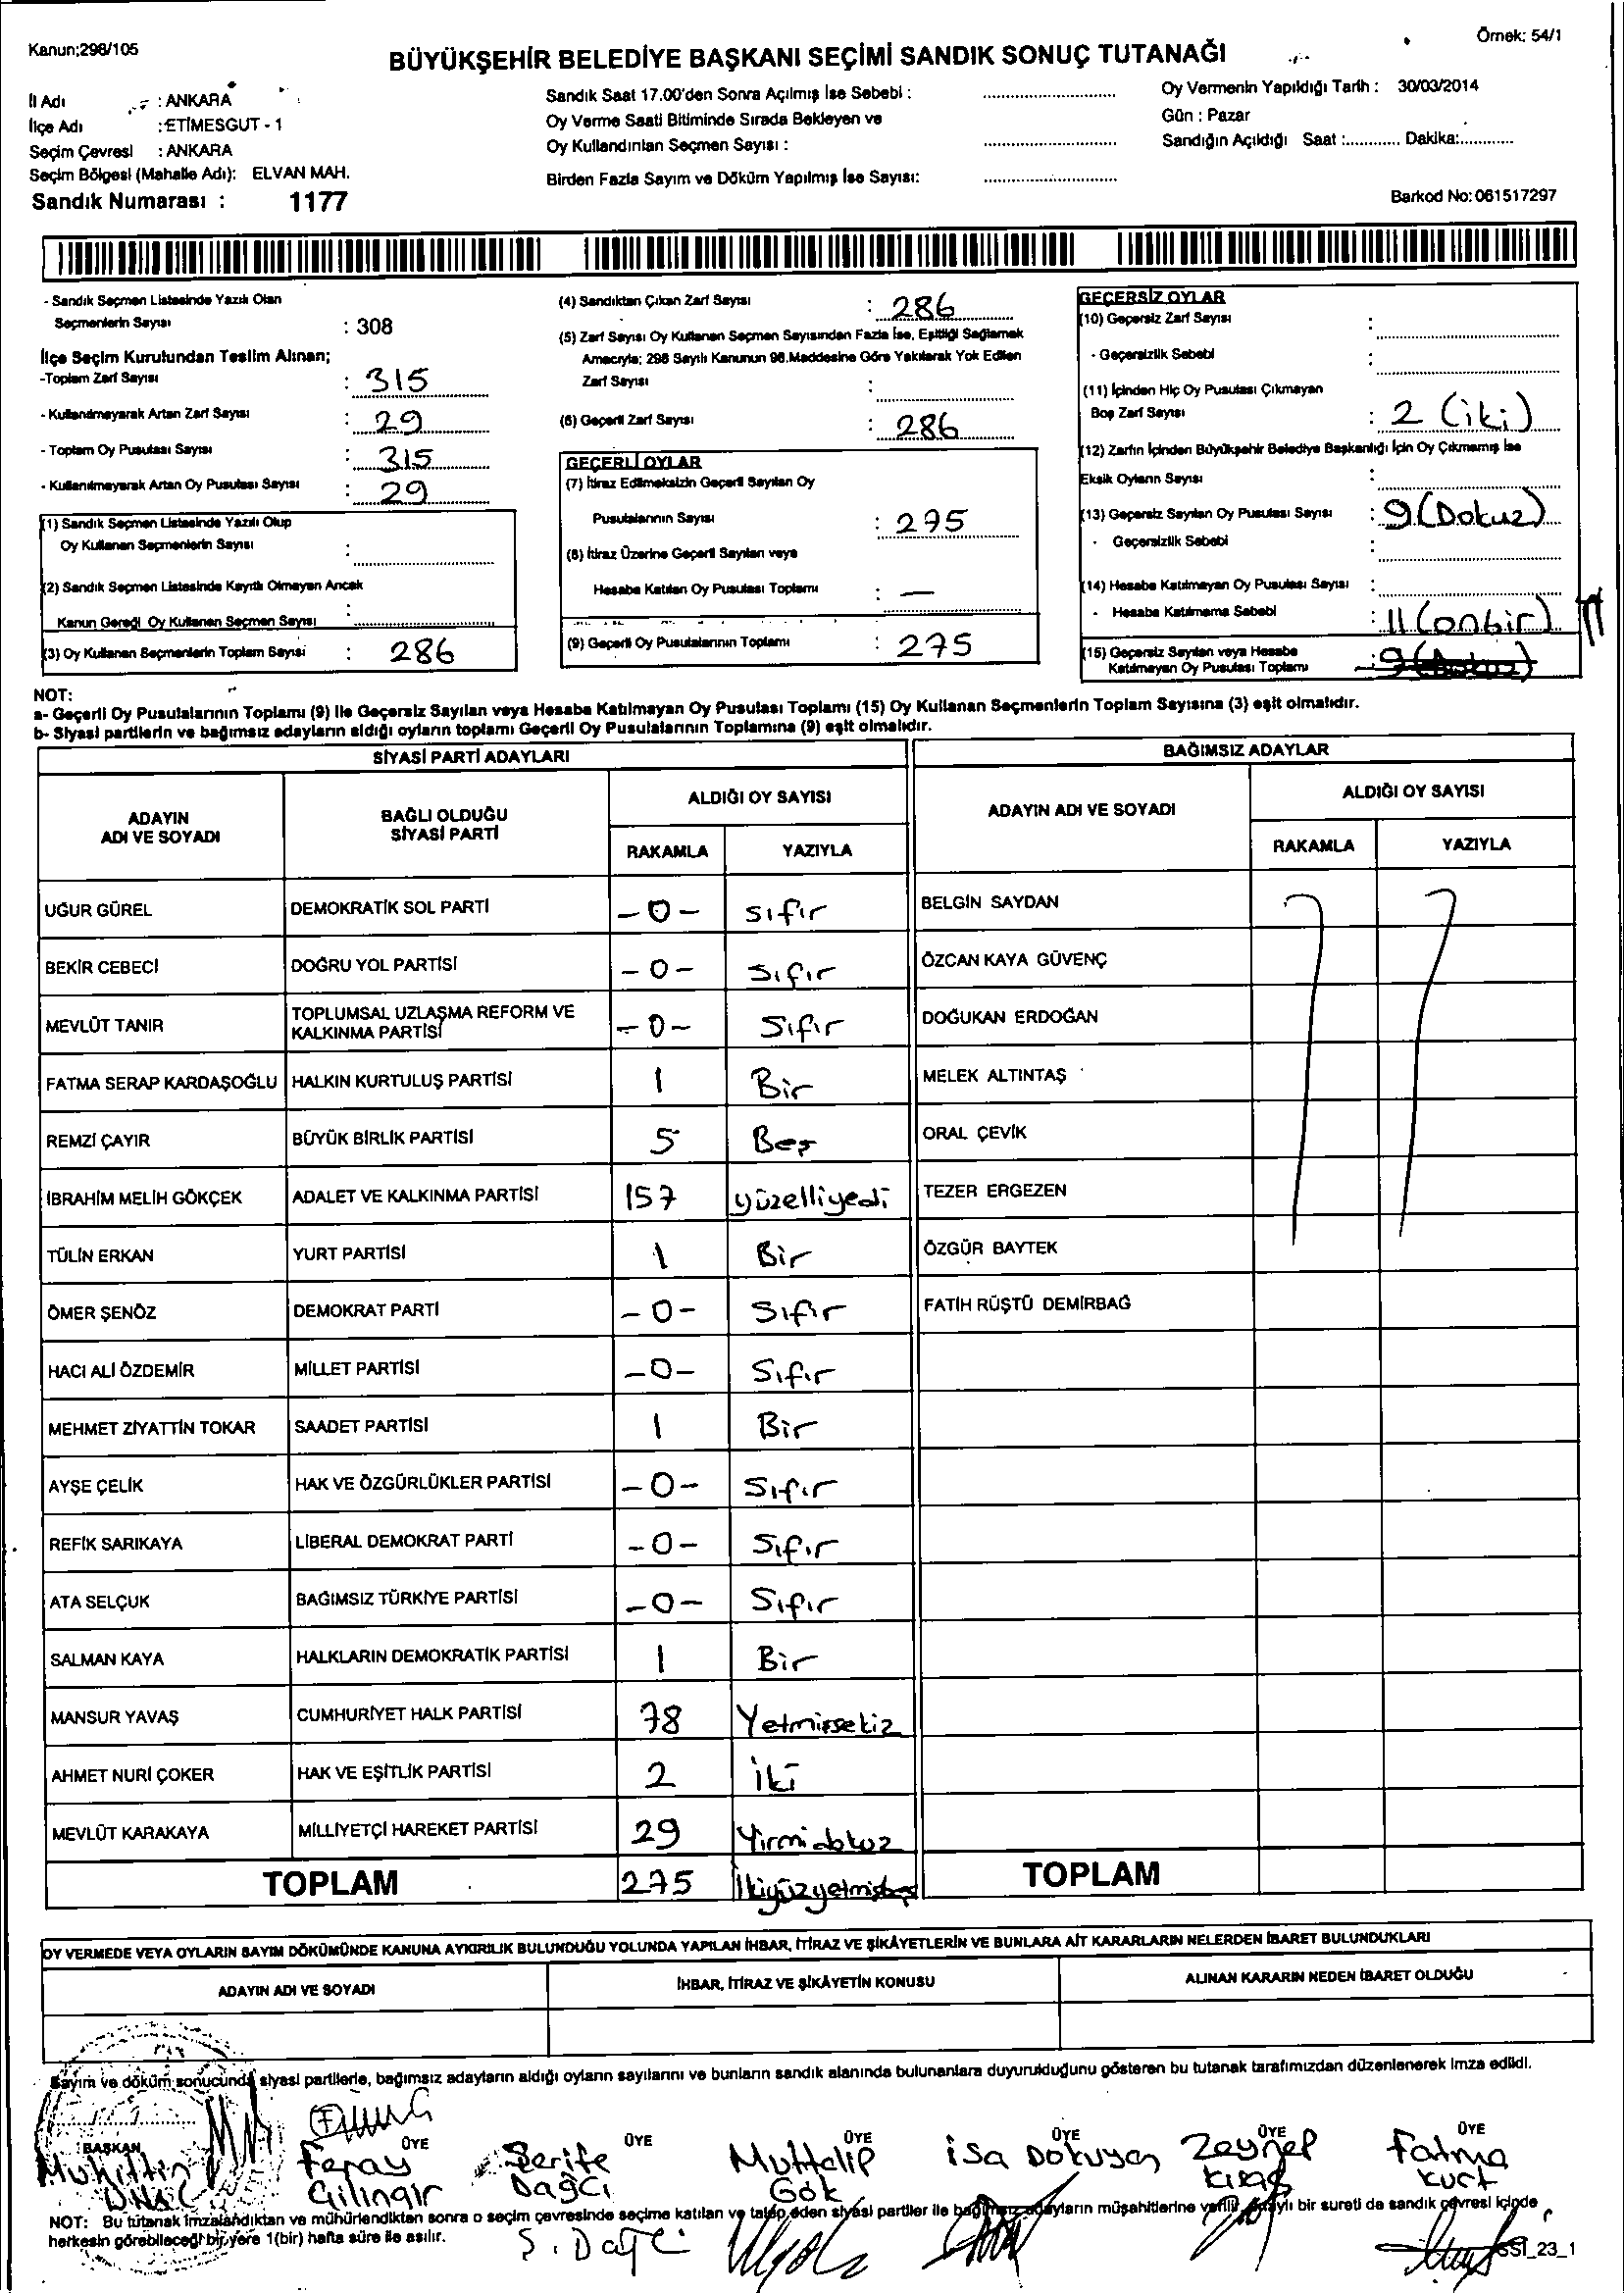 Kanun:298/105
BÜYÜKŞEHİR BELEDİYE BAŞKANI SEÇİMİ SANDIK SONUÇ TUTANAĞI
Örnek: 54/1
İl Adı : ANKARA
İlçe Adı : ETİMESGUT - 1
Seçim Çevresi : ANKARA
Seçim Bölgesi (Mahalle Adı): ELVAN MAH.
Sandık Numarası : 1177
Sandık Saat 17.00'den Sonra Açılmış İse Sebebi :
Oy Verme Saati Bitiminde Sırada Bekleyen ve
Oy Kullandırılan Seçmen Sayısı :
Birden Fazla Sayım ve Döküm Yapılmış İse Sayısı:
Oy Vermenin Yapıldığı Tarih : 30/03/2014
Gün : Pazar
Sandığın Açıldığı Saat :............ Dakika:............
Barkod No: 061517297
- Sandık Seçmen Listesinde Yazılı Olan
Seçmenlerin Sayısı : 308
İlçe Seçim Kurulundan Teslim Alınan;
-Toplam Zarf Sayısı : 315
- Kullanılmayarak Artan Zarf Sayısı : 29
- Toplam Oy Pusulası Sayısı : 315
- Kullanılmayarak Artan Oy Pusulası Sayısı : 29
(1) Sandık Seçmen Listesinde Yazılı Olup
Oy Kullanan Seçmenlerin Sayısı :
(2) Sandık Seçmen Listesinde Kayıtlı Olmayan Ancak
Kanun Gereği Oy Kullanan Seçmen Sayısı :
(3) Oy Kullanan Seçmenlerin Toplam Sayısı : 286
(4) Sandıktan Çıkan Zarf Sayısı : 286
(5) Zarf Sayısı Oy Kullanan Seçmen Sayısından Fazla İse, Eşitliği Sağlamak
Amacıyla; 298 Sayılı Kanunun 98.Maddesine Göre Yakılarak Yok Edilen
Zarf Sayısı :
(6) Geçerli Zarf Sayısı : 286
GEÇERLİ OYLAR
(7) İtiraz Edilmeksizin Geçerli Sayılan Oy
Pusulalarının Sayısı : 275
(8) İtiraz Üzerine Geçerli Sayılan veya
Hesaba Katılan Oy Pusulası Toplamı : —
(9) Geçerli Oy Pusulalarının Toplamı : 275
GEÇERSİZ OYLAR
(10) Geçersiz Zarf Sayısı :
- Geçersizlik Sebebi :
(11) İçinden Hiç Oy Pusulası Çıkmayan
Boş Zarf Sayısı : 2 (iki)
(12) Zarfın İçinden Büyükşehir Belediye Başkanlığı İçin Oy Çıkmamış İse
Eksik Oyların Sayısı :
(13) Geçersiz Sayılan Oy Pusulası Sayısı : 9 (Dokuz)
- Geçersizlik Sebebi :
(14) Hesaba Katılmayan Oy Pusulası Sayısı :
- Hesaba Katılmama Sebebi : 11 (onbir)
(15) Geçersiz Sayılan veya Hesaba
Katılmayan Oy Pusulası Toplamı 9 (Dokuz)
NOT:
a- Geçerli Oy Pusulalarının Toplamı (9) ile Geçersiz Sayılan veya Hesaba Katılmayan Oy Pusulası Toplamı (15) Oy Kullanan Seçmenlerin Toplam Sayısına (3) eşit olmalıdır.
b- Siyasi partilerin ve bağımsız adayların aldığı oyların toplamı Geçerli Oy Pusulalarının Toplamına (9) eşit olmalıdır.
SİYASİ PARTİ ADAYLARI
ADAYIN ADI VE SOYADI BAĞLI OLDUĞU SİYASİ PARTİ ALDIĞI OY SAYISI
RAKAMLA YAZIYLA
UĞUR GÜREL DEMOKRATİK SOL PARTİ -0- sıfır
BEKİR CEBECİ DOĞRU YOL PARTİSİ -0- Sıfır
MEVLÜT TANIR TOPLUMSAL UZLAŞMA REFORM VE KALKINMA PARTİSİ -0- Sıfır
FATMA SERAP KARDAŞOĞLU HALKIN KURTULUŞ PARTİSİ 1 Bir
REMZİ ÇAYIR BÜYÜK BİRLİK PARTİSİ 5 Beş
İBRAHİM MELİH GÖKÇEK ADALET VE KALKINMA PARTİSİ 157 yüzelliyedi
TÜLİN ERKAN YURT PARTİSİ 1 Bir
ÖMER ŞENÖZ DEMOKRAT PARTİ -0- Sıfır
HACI ALİ ÖZDEMİR MİLLET PARTİSİ -0- Sıfır
MEHMET ZİYATTİN TOKAR SAADET PARTİSİ 1 Bir
AYŞE ÇELİK HAK VE ÖZGÜRLÜKLER PARTİSİ -0- Sıfır
REFİK SARIKAYA LİBERAL DEMOKRAT PARTİ -0- Sıfır
ATA SELÇUK BAĞIMSIZ TÜRKİYE PARTİSİ -0- Sıfır
SALMAN KAYA HALKLARIN DEMOKRATİK PARTİSİ 1 Bir
MANSUR YAVAŞ CUMHURİYET HALK PARTİSİ 78 Yetmişsekiz
AHMET NURİ ÇOKER HAK VE EŞİTLİK PARTİSİ 2 iki
MEVLÜT KARAKAYA MİLLİYETÇİ HAREKET PARTİSİ 29 Yirmidokuz
TOPLAM 275 İkiyüzyetmişbeş
BAĞIMSIZ ADAYLAR
ADAYIN ADI VE SOYADI ALDIĞI OY SAYISI
RAKAMLA YAZIYLA
BELGİN SAYDAN
ÖZCAN KAYA GÜVENÇ
DOĞUKAN ERDOĞAN
MELEK ALTINTAŞ
ORAL ÇEVİK
TEZER ERGEZEN
ÖZGÜR BAYTEK
FATİH RÜŞTÜ DEMİRBAĞ
TOPLAM
OY VERMEDE VEYA OYLARIN SAYIM DÖKÜMÜNDE KANUNA AYKIRILIK BULUNDUĞU YOLUNDA YAPILAN İHBAR, İTİRAZ VE ŞİKÂYETLERİN VE BUNLARA AİT KARARLARIN NELERDEN İBARET BULUNDUKLARI
ADAYIN ADI VE SOYADI İHBAR, İTİRAZ VE ŞİKÂYETİN KONUSU ALINAN KARARIN NEDEN İBARET OLDUĞU
Sayım ve döküm sonucunda siyasi partilerle, bağımsız adayların aldığı oyların sayılarını ve bunların sandık alanında bulunanlara duyurulduğunu gösteren bu tutanak tarafımızdan düzenlenerek imza edildi.
BAŞKAN ÜYE ÜYE ÜYE ÜYE ÜYE ÜYE
Muhittin Feray Şerife Muttalip İsa Dokuyan Zeynep Fatma
Çilingir Dağcı Gök Kıraç Kurt
NOT: Bu tutanak imzalandıktan ve mühürlendikten sonra o seçim çevresinde seçime katılan ve talep eden siyasi partiler ile bağımsız adayların müşahitlerine verilir. Onaylı bir sureti de sandık çevresi içinde
herkesin görebileceği bir yere 1(bir) hafta süre ile asılır.
S. Dağcı
SSI_23_1